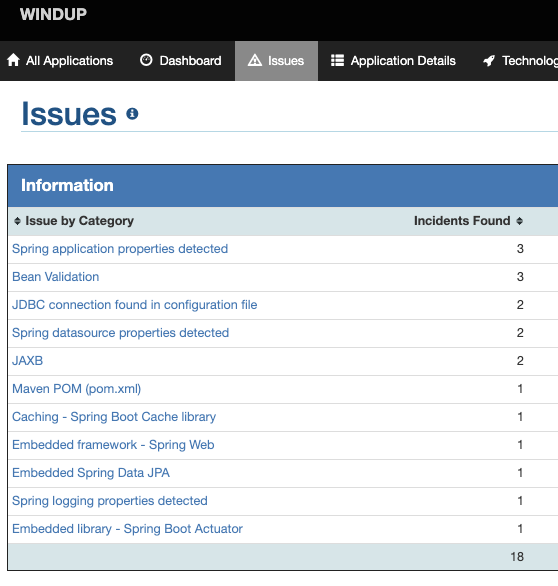 WINDUP
All Applications Dashboard Issues Application Details Technolog
Issues
Information
Issue by Category Incidents Found
Spring application properties detected 3
Bean Validation 3
JDBC connection found in configuration file 2
Spring datasource properties detected 2
JAXB 2
Maven POM (pom.xml) 1
Caching - Spring Boot Cache library 1
Embedded framework - Spring Web 1
Embedded Spring Data JPA 1
Spring logging properties detected 1
Embedded library - Spring Boot Actuator 1
18